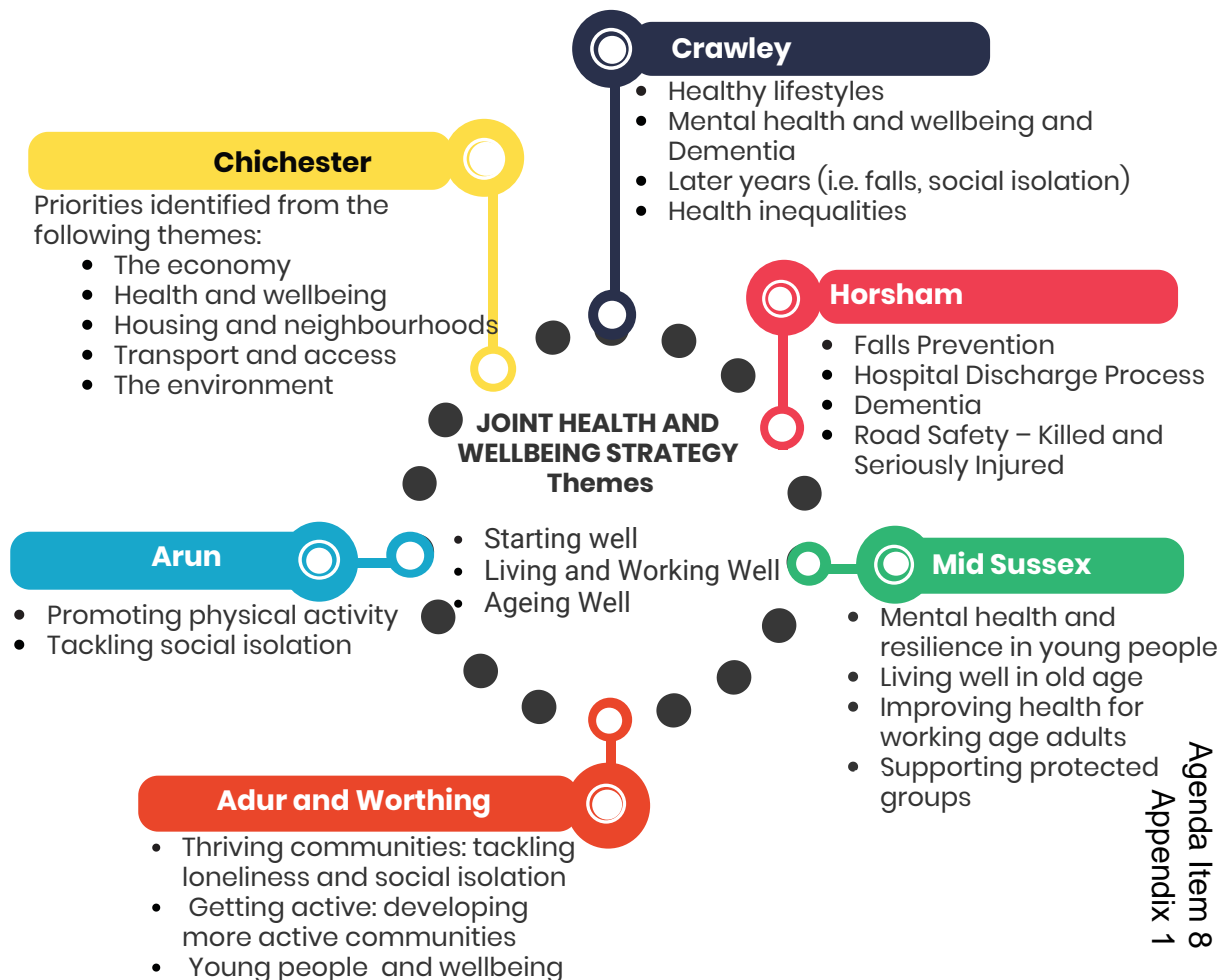 Crawley
• Healthy lifestyles
• Mental health and wellbeing and
Dementia
• Later years (i.e. falls, social isolation)
• Health inequalities
Chichester
Priorities identified from the
following themes:
• The economy
• Health and wellbeing
• Housing and neighbourhoods
• Transport and access
• The environment
Horsham
• Falls Prevention
• Hospital Discharge Process
• Dementia
• Road Safety – Killed and
Seriously Injured
JOINT HEALTH AND
WELLBEING STRATEGY
Themes
• Starting well
• Living and Working Well
• Ageing Well
Arun
• Promoting physical activity
• Tackling social isolation
Mid Sussex
• Mental health and
resilience in young people
• Living well in old age
• Improving health for
working age adults
• Supporting protected
groups
Adur and Worthing
• Thriving communities: tackling
loneliness and social isolation
• Getting active: developing
more active communities
• Young people and wellbeing
Agenda Item 8
Appendix 1